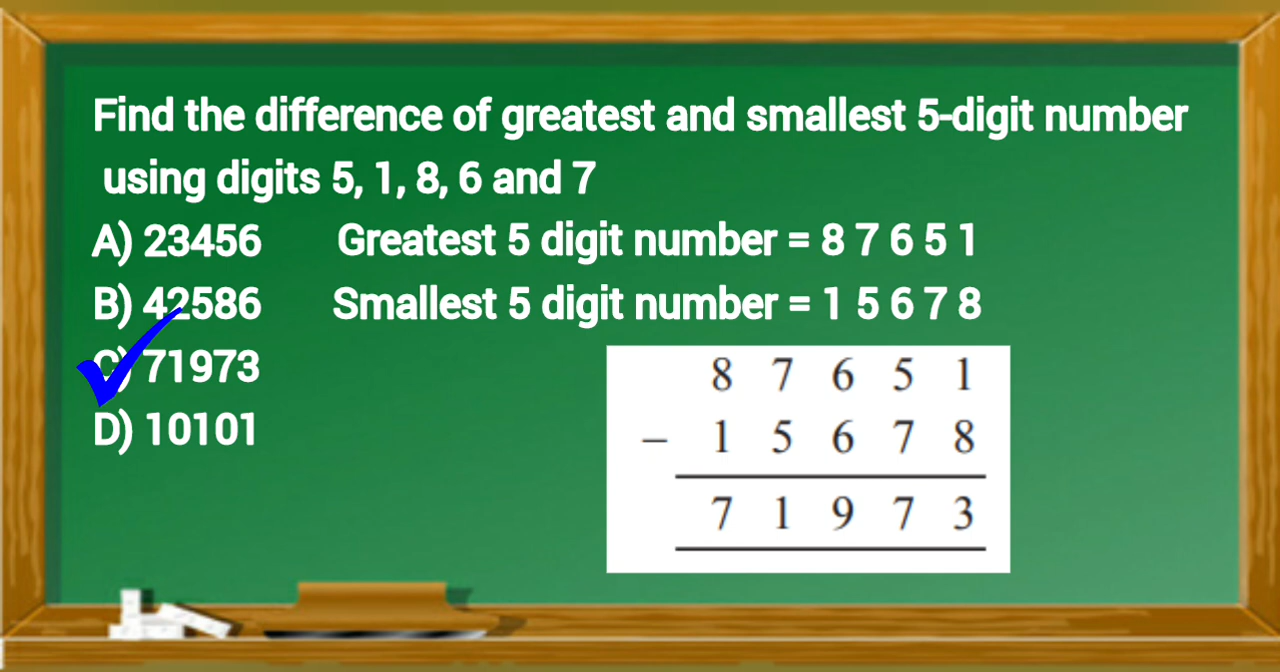 Find the difference of greatest and smallest 5-digit number
using digits 5, 1, 8, 6 and 7
A) 23456 Greatest 5 digit number = 8 7 6 5 1
B) 42586 Smallest 5 digit number = 1 5 6 7 8
C) 71973
D) 10101
8 7 6 5 1
– 1 5 6 7 8
7 1 9 7 3